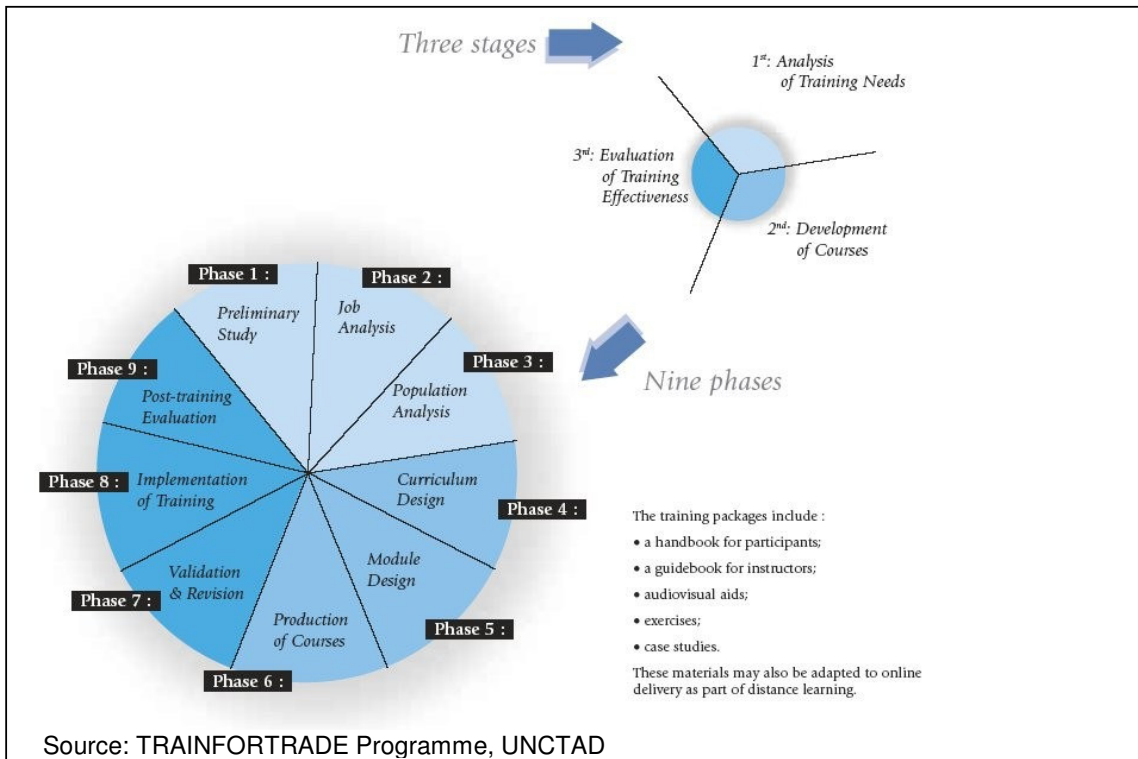 Three stages
1st: Analysis
of Training Needs
3rd: Evaluation
of Training
Effectiveness
2nd: Development
of Courses
Phase 1 :
Preliminary
Study
Phase 2 :
Job
Analysis
Phase 3 :
Population
Analysis
Nine phases
Phase 9 :
Post-training
Evaluation
Phase 8 :
Implementation
of Training
Curriculum
Design
Phase 4 :
Validation
& Revision
Phase 7 :
Module
Design
Phase 5 :
Production
of Courses
Phase 6 :
The training packages include :
• a handbook for participants;
• a guidebook for instructors;
• audiovisual aids;
• exercises;
• case studies.
These materials may also be adapted to online
delivery as part of distance learning.
Source: TRAINFORTRADE Programme, UNCTAD